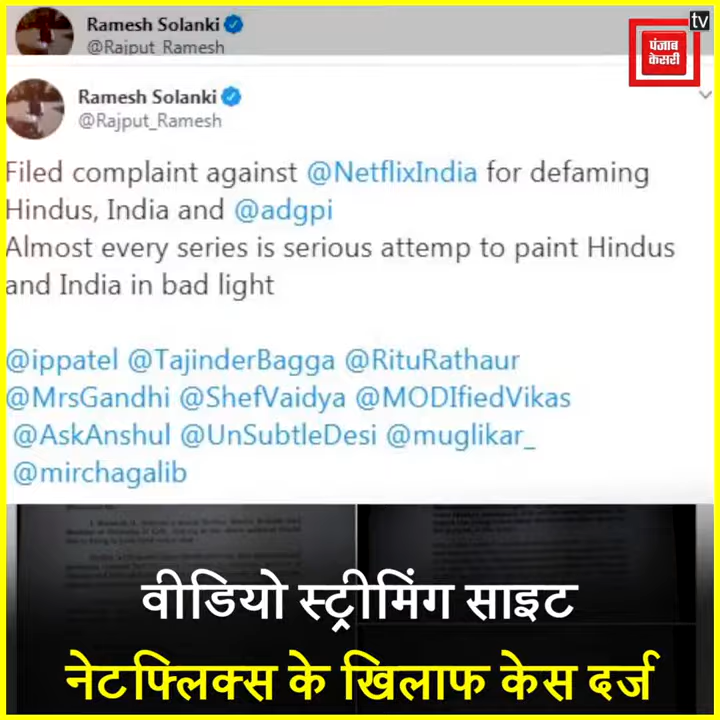 Ramesh Solanki
@Rajput_Ramesh
tv
पंजाब
केसरी
Ramesh Solanki
@Rajput_Ramesh
Filed complaint against @NetflixIndia for defaming
Hindus, India and @adgpi
Almost every series is serious attemp to paint Hindus
and India in bad light
@ippatel @TajinderBagga @RituRathaur
@MrsGandhi @ShefVaidya @MODIfiedVikas
@AskAnshul @UnSubtleDesi @muglikar_
@mirchagalib
वीडियो स्ट्रीमिंग साइट
नेटफ्लिक्स के खिलाफ केस दर्ज